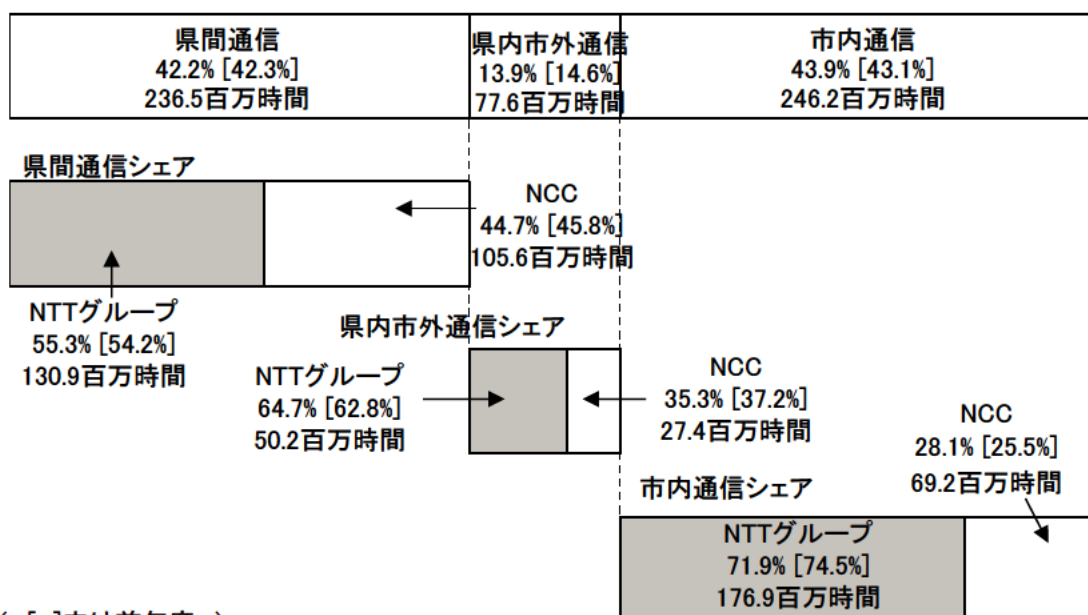 県間通信
42.2% [42.3%]
236.5百万時間
県内市外通信
13.9% [14.6%]
77.6百万時間
市内通信
43.9% [43.1%]
246.2百万時間
県間通信シェア
NCC
44.7% [45.8%]
105.6百万時間
NTTグループ
55.3% [54.2%]
130.9百万時間
県内市外通信シェア
NTTグループ
64.7% [62.8%]
50.2百万時間
NCC
35.3% [37.2%]
27.4百万時間
NCC
28.1% [25.5%]
69.2百万時間
市内通信シェア
NTTグループ
71.9% [74.5%]
176.9百万時間